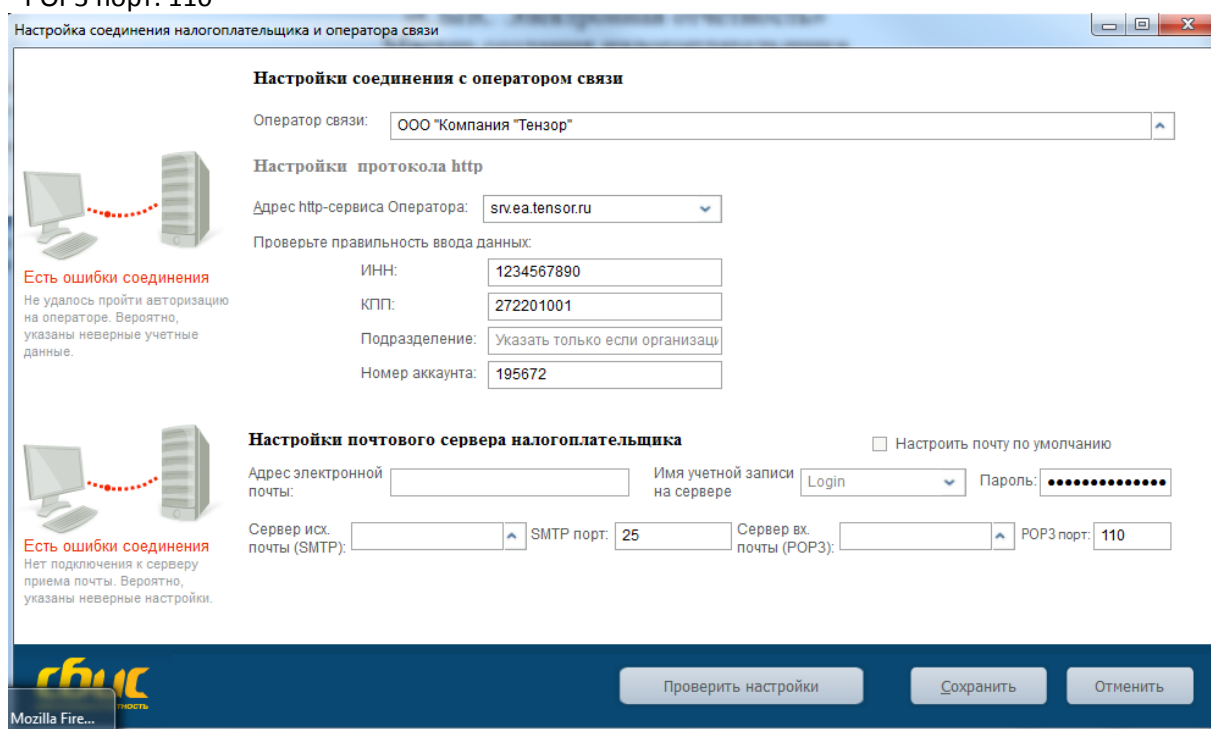 POP3 порт: 110
Настройка соединения налогоплательщика и оператора связи
Настройки соединения с оператором связи
Оператор связи: ООО "Компания "Тензор"
Настройки протокола http
Адрес http-сервиса Оператора: srv.ea.tensor.ru
Проверьте правильность ввода данных:
ИНН: 1234567890
КПП: 272201001
Подразделение: Указать только если организаци
Номер аккаунта: 195672
Есть ошибки соединения
Не удалось пройти авторизацию
на операторе. Вероятно,
указаны неверные учетные
данные.
Настройки почтового сервера налогоплательщика
Настроить почту по умолчанию
Адрес электронной
почты:
Имя учетной записи
на сервере
Login
Пароль: ●●●●●●●●●●●●●●
Сервер исх.
почты (SMTP):
SMTP порт: 25
Сервер вх.
почты (POP3):
POP3 порт: 110
Есть ошибки соединения
Нет подключения к серверу
приема почты. Вероятно,
указаны неверные настройки.
сбис
Проверить настройки
Сохранить
Отменить
Mozilla Fire...